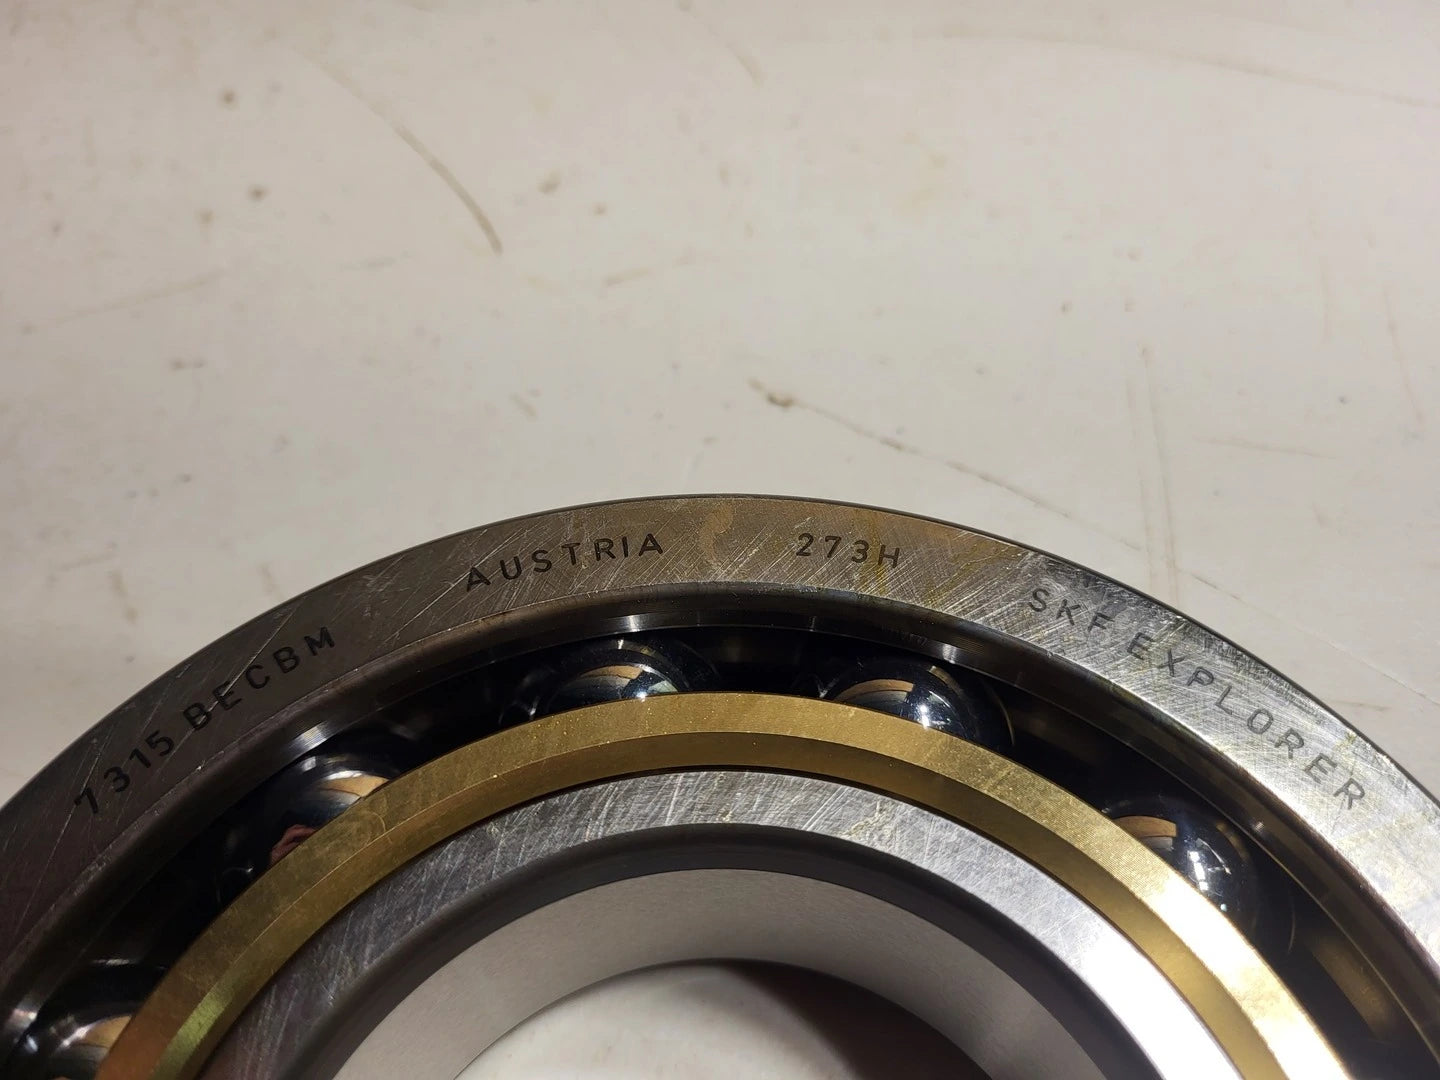 7315 BECBM
AUSTRIA
273H
SKF EXPLORER